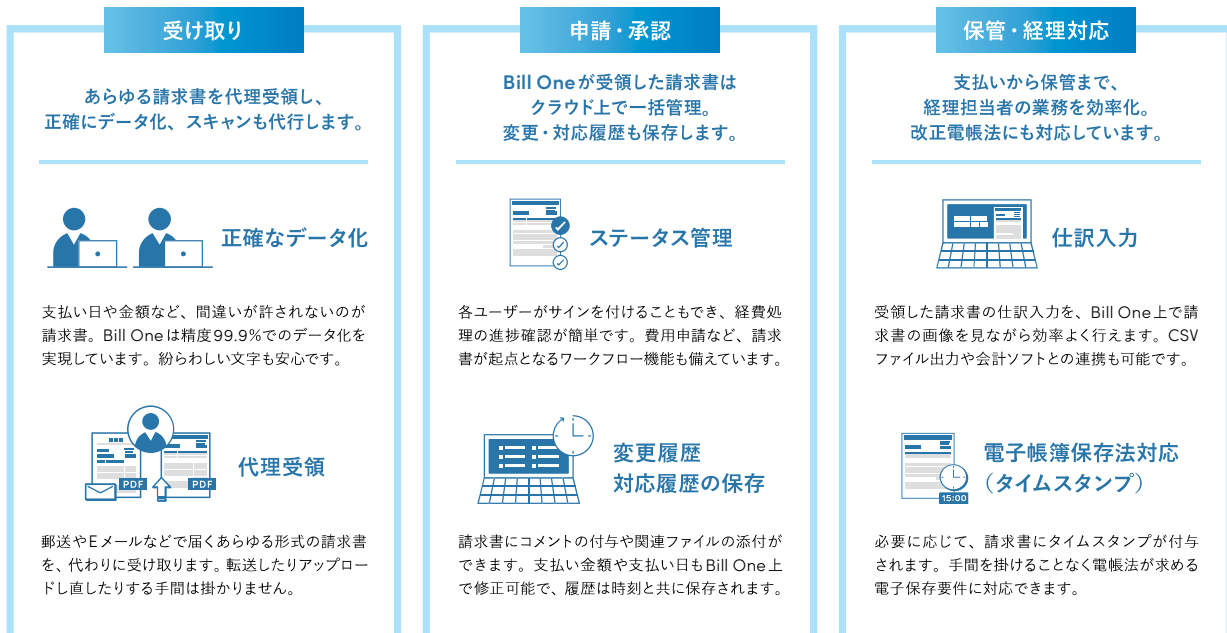 受け取り
あらゆる請求書を代理受領し、
正確にデータ化、スキャンも代行します。
正確なデータ化
支払い日や金額など、間違いが許されないのが
請求書。Bill Oneは精度99.9%でのデータ化を
実現しています。紛らわしい文字も安心です。
PDF
PDF
代理受領
郵送やEメールなどで届くあらゆる形式の請求書
を、代わりに受け取ります。転送したりアップロー
ドし直したりする手間は掛かりません。
申請・承認
Bill Oneが受領した請求書は
クラウド上で一括管理。
変更・対応履歴も保存します。
ステータス管理
各ユーザーがサインを付けることもでき、経費処
理の進捗確認が簡単です。費用申請など、請求
書が起点となるワークフロー機能も備えています。
変更履歴
対応履歴の保存
請求書にコメントの付与や関連ファイルの添付が
できます。支払い金額や支払い日もBill One上
で修正可能で、履歴は時刻と共に保存されます。
保管・経理対応
支払いから保管まで、
経理担当者の業務を効率化。
改正電帳法にも対応しています。
仕訳入力
受領した請求書の仕訳入力を、Bill One上で請
求書の画像を見ながら効率よく行えます。CSV
ファイル出力や会計ソフトとの連携も可能です。
15:00
電子帳簿保存法対応
（タイムスタンプ）
必要に応じて、請求書にタイムスタンプが付与
されます。手間を掛けることなく電帳法が求める
電子保存要件に対応できます。